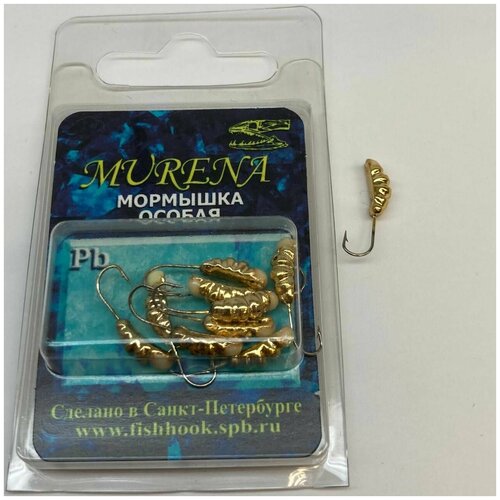 MURENA
МОРМЫШКА
ОСОБАЯ
Pb
Сделано в Санкт-Петербурге
www.fishhook.spb.ru